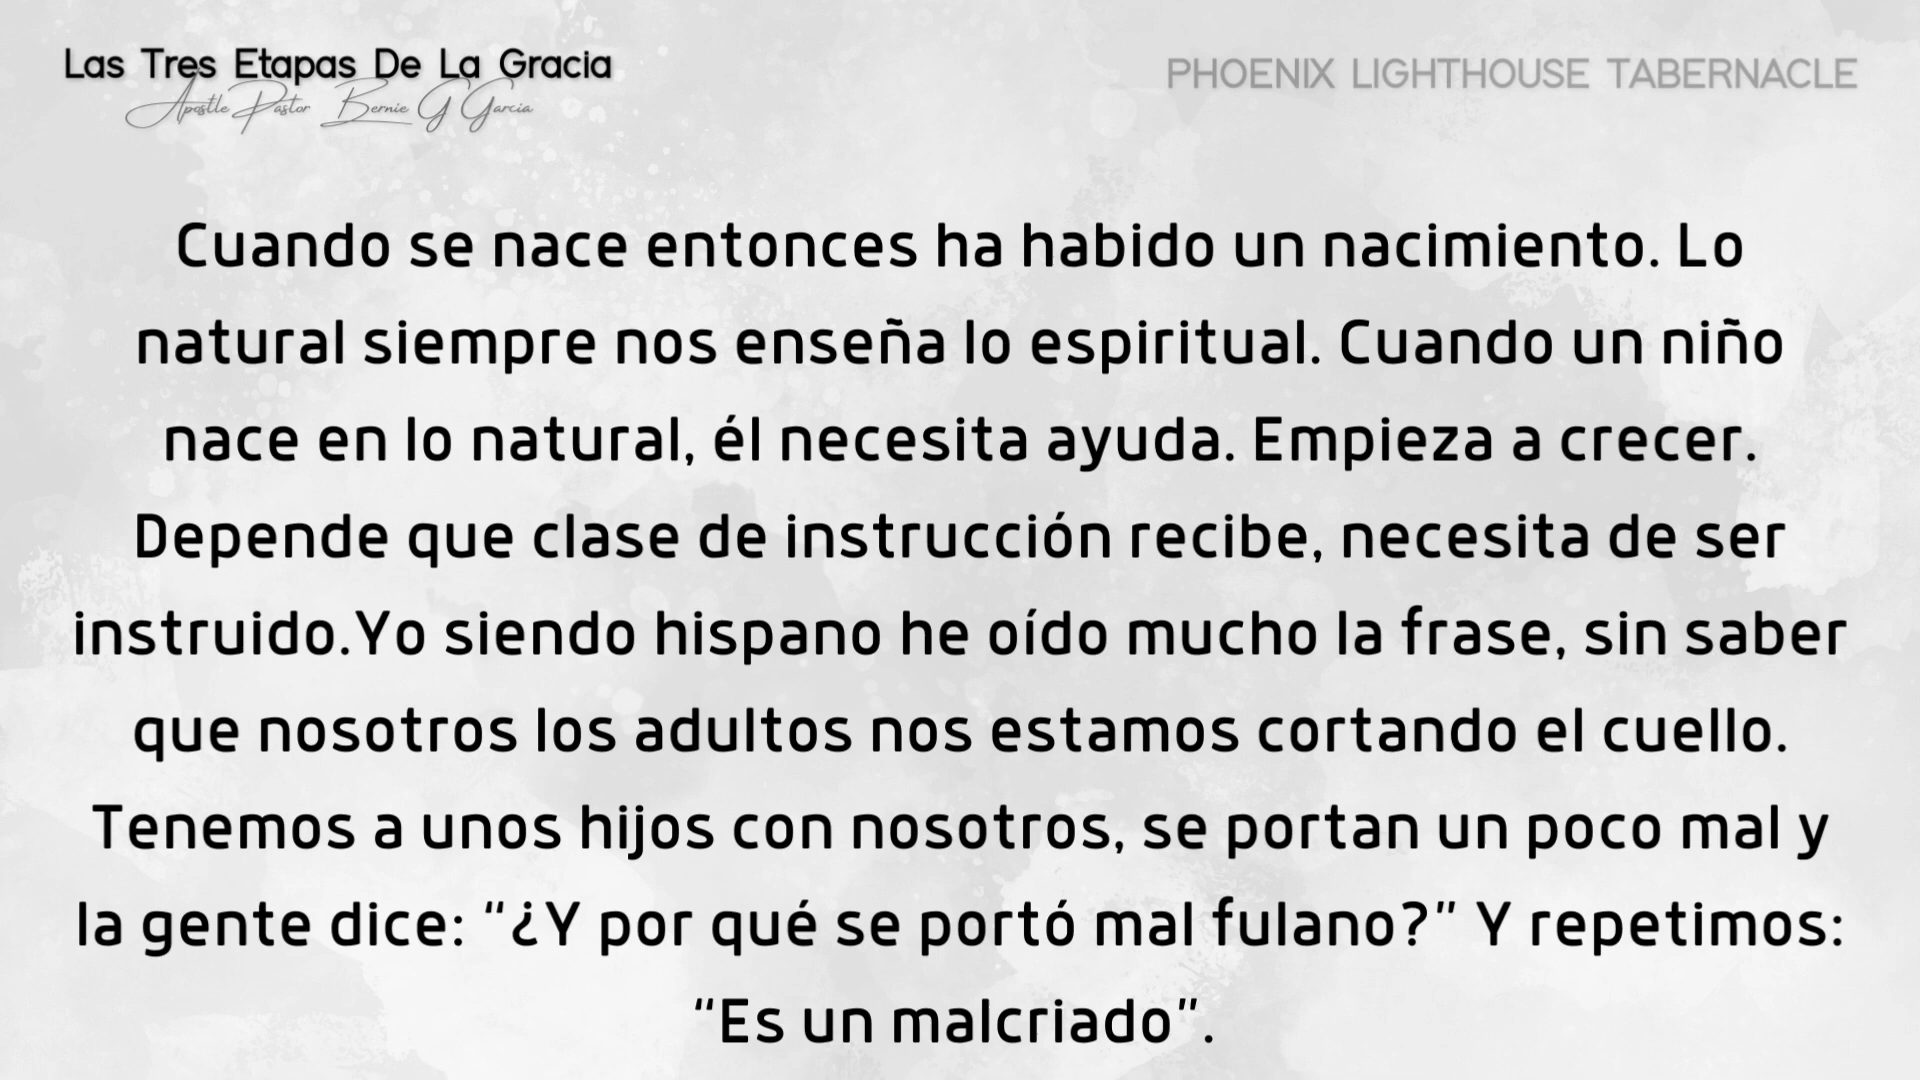 Las Tres Etapas De La Gracia
Apostle Pastor Bernie G Garcia
PHOENIX LIGHTHOUSE TABERNACLE
Cuando se nace entonces ha habido un nacimiento. Lo
natural siempre nos enseña lo espiritual. Cuando un niño
nace en lo natural, él necesita ayuda. Empieza a crecer.
Depende que clase de instrucción recibe, necesita de ser
instruido.Yo siendo hispano he oído mucho la frase, sin saber
que nosotros los adultos nos estamos cortando el cuello.
Tenemos a unos hijos con nosotros, se portan un poco mal y
la gente dice: “¿Y por qué se portó mal fulano?” Y repetimos:
“Es un malcriado”.